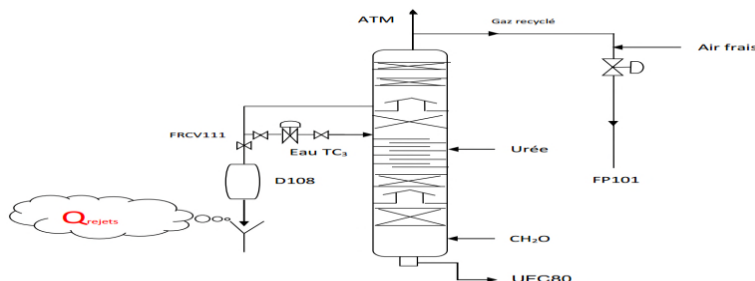 ATM
Gaz recyclé
Air frais
D
FRCV111
Eau TC₃
Urée
D108
FP101
Qrejets
CH₂O
UFC80